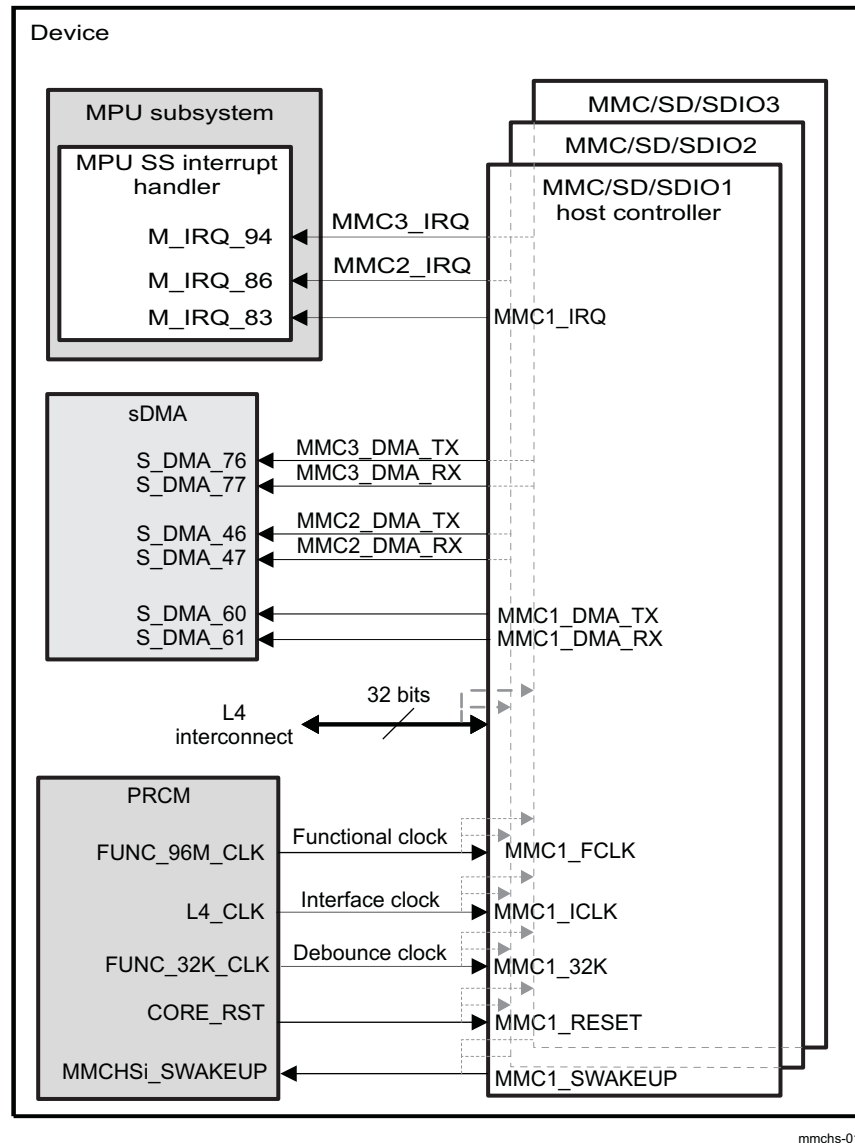 Device
MMC/SD/SDIO3
MPU subsystem
MMC/SD/SDIO2
MPU SS interrupt
handler
MMC/SD/SDIO1
host controller
MMC3_IRQ
M_IRQ_94
MMC2_IRQ
M_IRQ_86
M_IRQ_83
MMC1_IRQ
sDMA
MMC3_DMA_TX
S_DMA_76
MMC3_DMA_RX
S_DMA_77
MMC2_DMA_TX
S_DMA_46
MMC2_DMA_RX
S_DMA_47
S_DMA_60
MMC1_DMA_TX
S_DMA_61
MMC1_DMA_RX
32 bits
L4
interconnect
PRCM
Functional clock
FUNC_96M_CLK
MMC1_FCLK
Interface clock
L4_CLK
MMC1_ICLK
Debounce clock
FUNC_32K_CLK
MMC1_32K
CORE_RST
MMC1_RESET
MMCHSi_SWAKEUP
MMC1_SWAKEUP